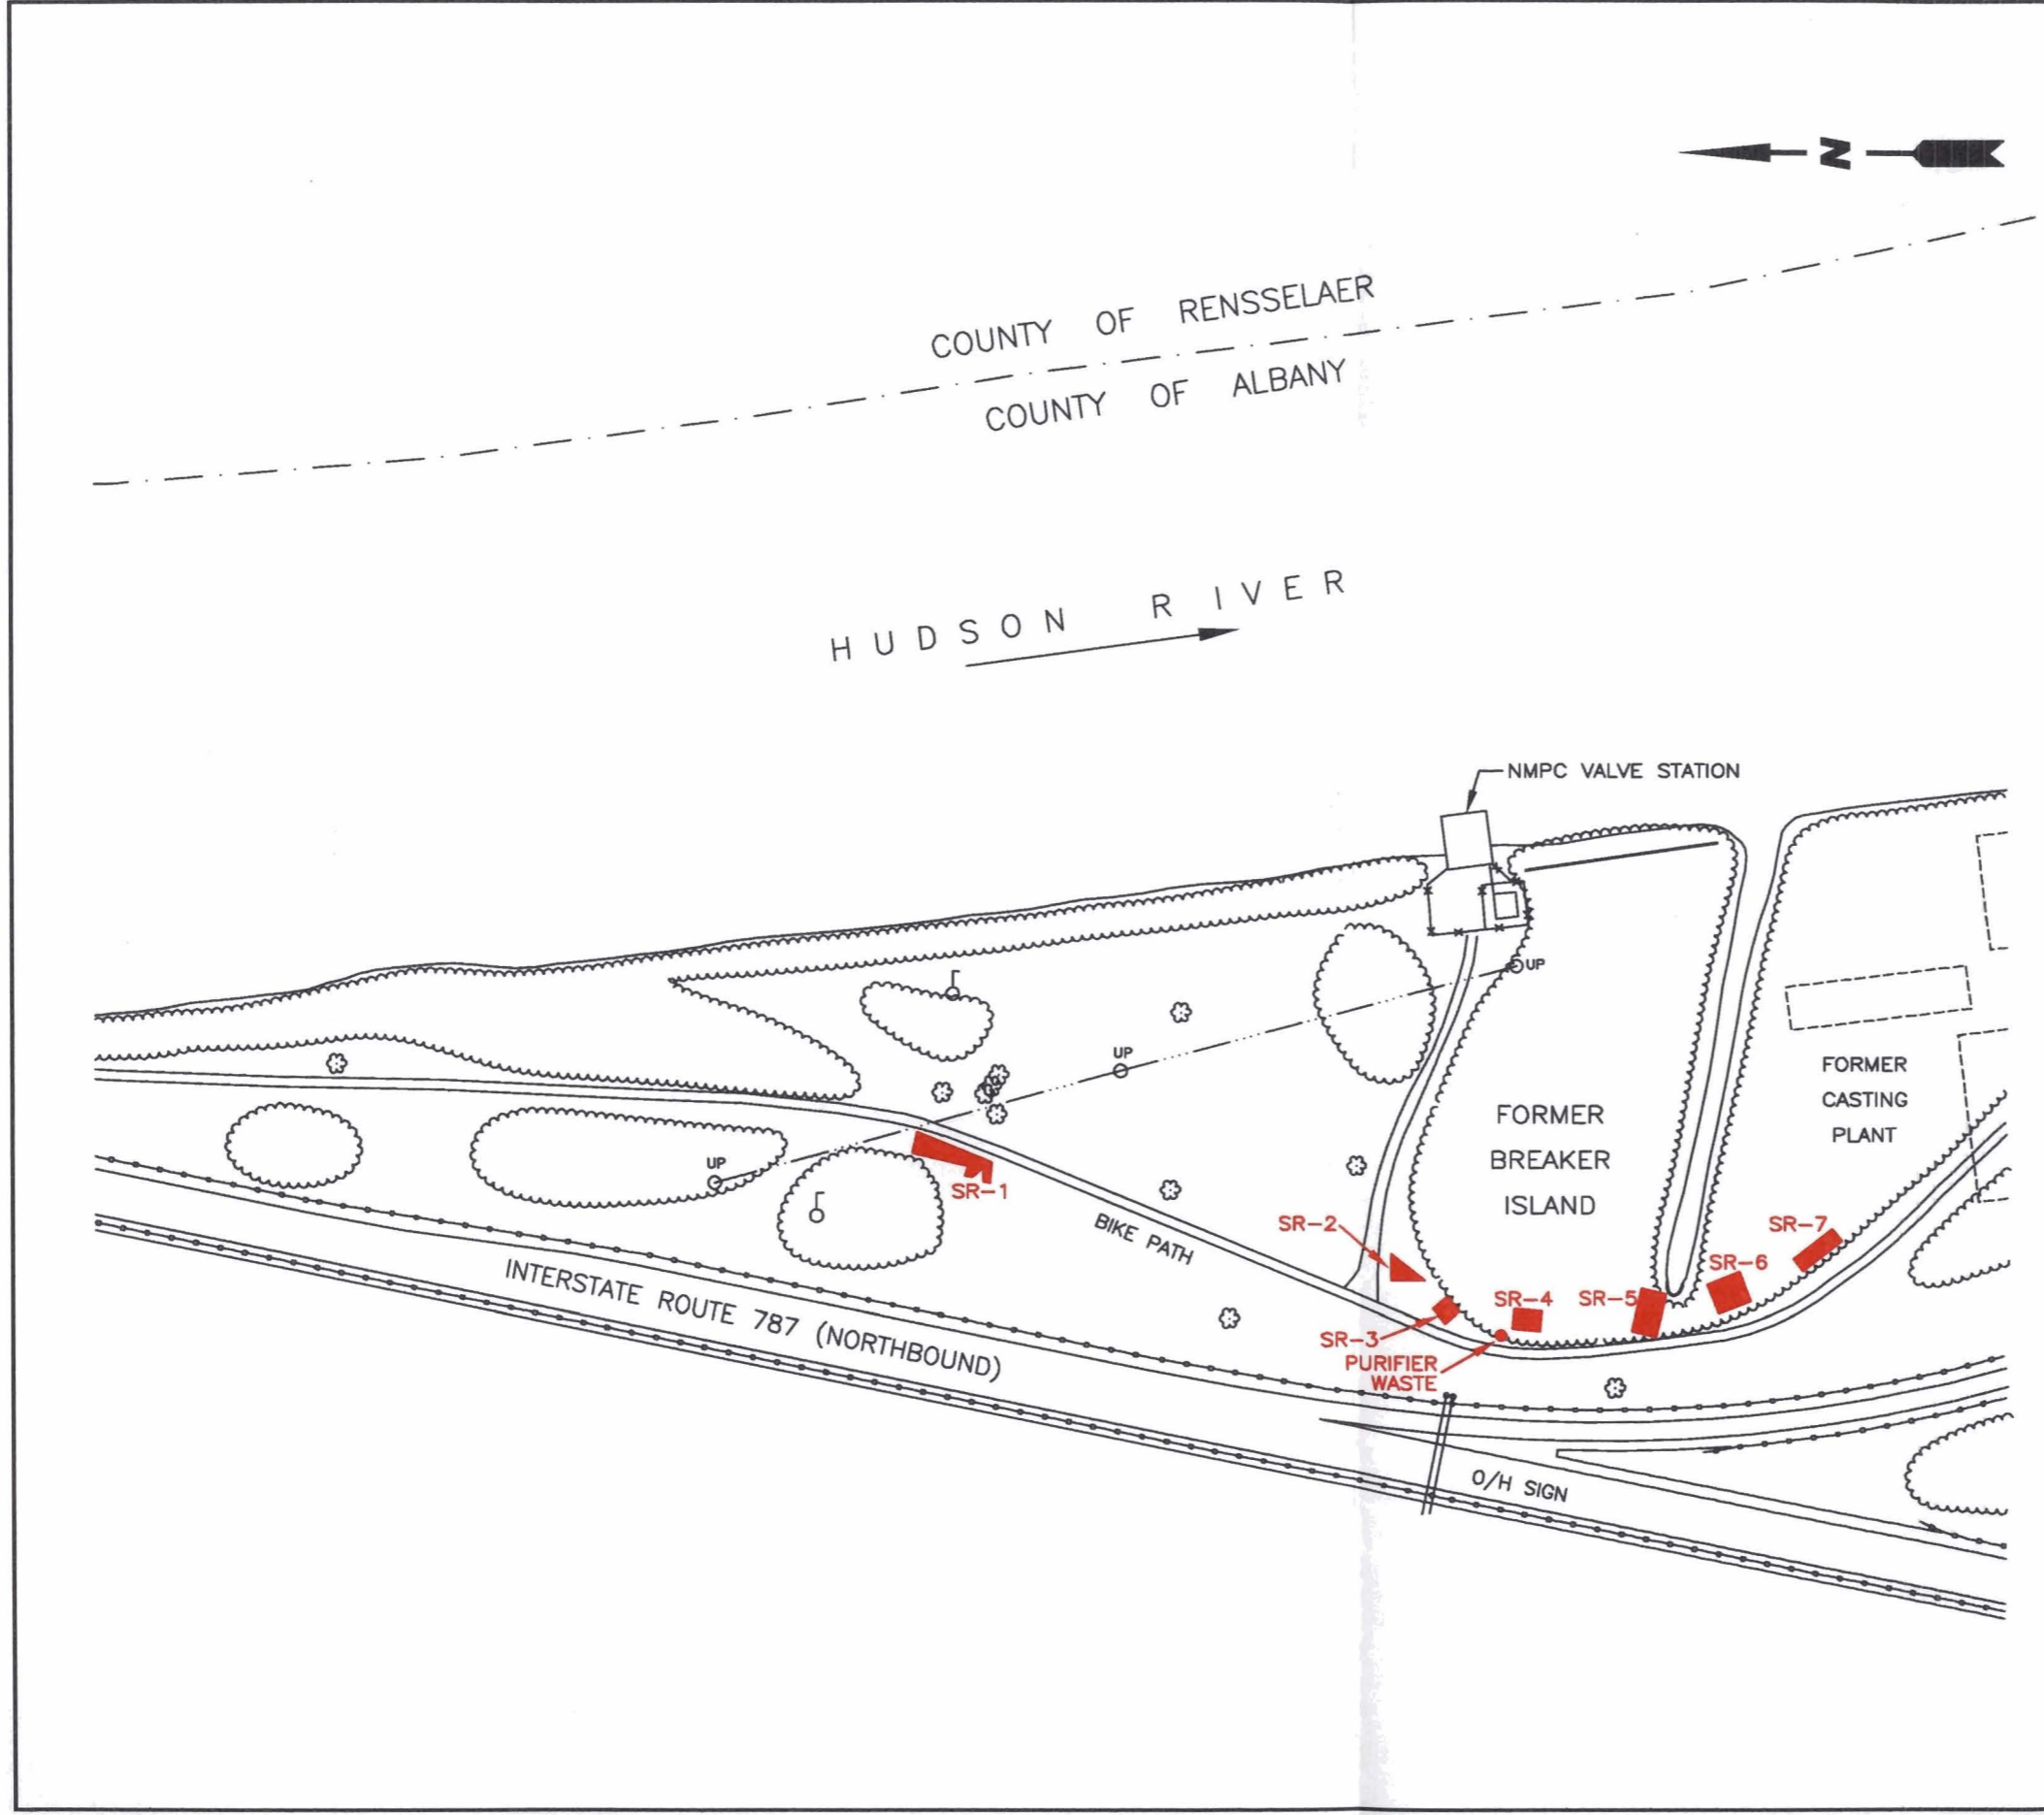 N
COUNTY OF RENSSELAER
COUNTY OF ALBANY
HUDSON RIVER
NMPC VALVE STATION
UP
UP
UP
FORMER
CASTING
PLANT
FORMER
BREAKER
ISLAND
SR-1
BIKE PATH
SR-2
SR-7
SR-6
SR-4
SR-5
SR-3
PURIFIER
WASTE
INTERSTATE ROUTE 787 (NORTHBOUND)
O/H SIGN